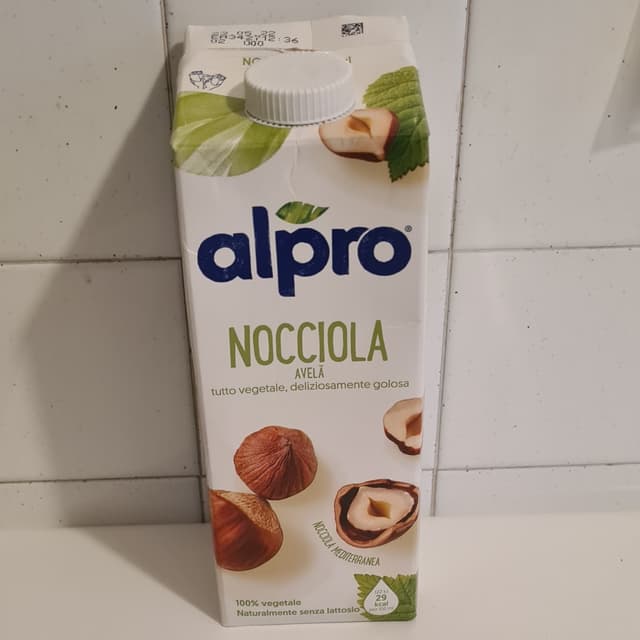 alpro®
NOCCIOLA
AVELÃ
tutto vegetale, deliziosamente golosa
NOCCIOLA MEDITERRANEA
100% vegetale
Naturalmente senza lattosio
29
kcal